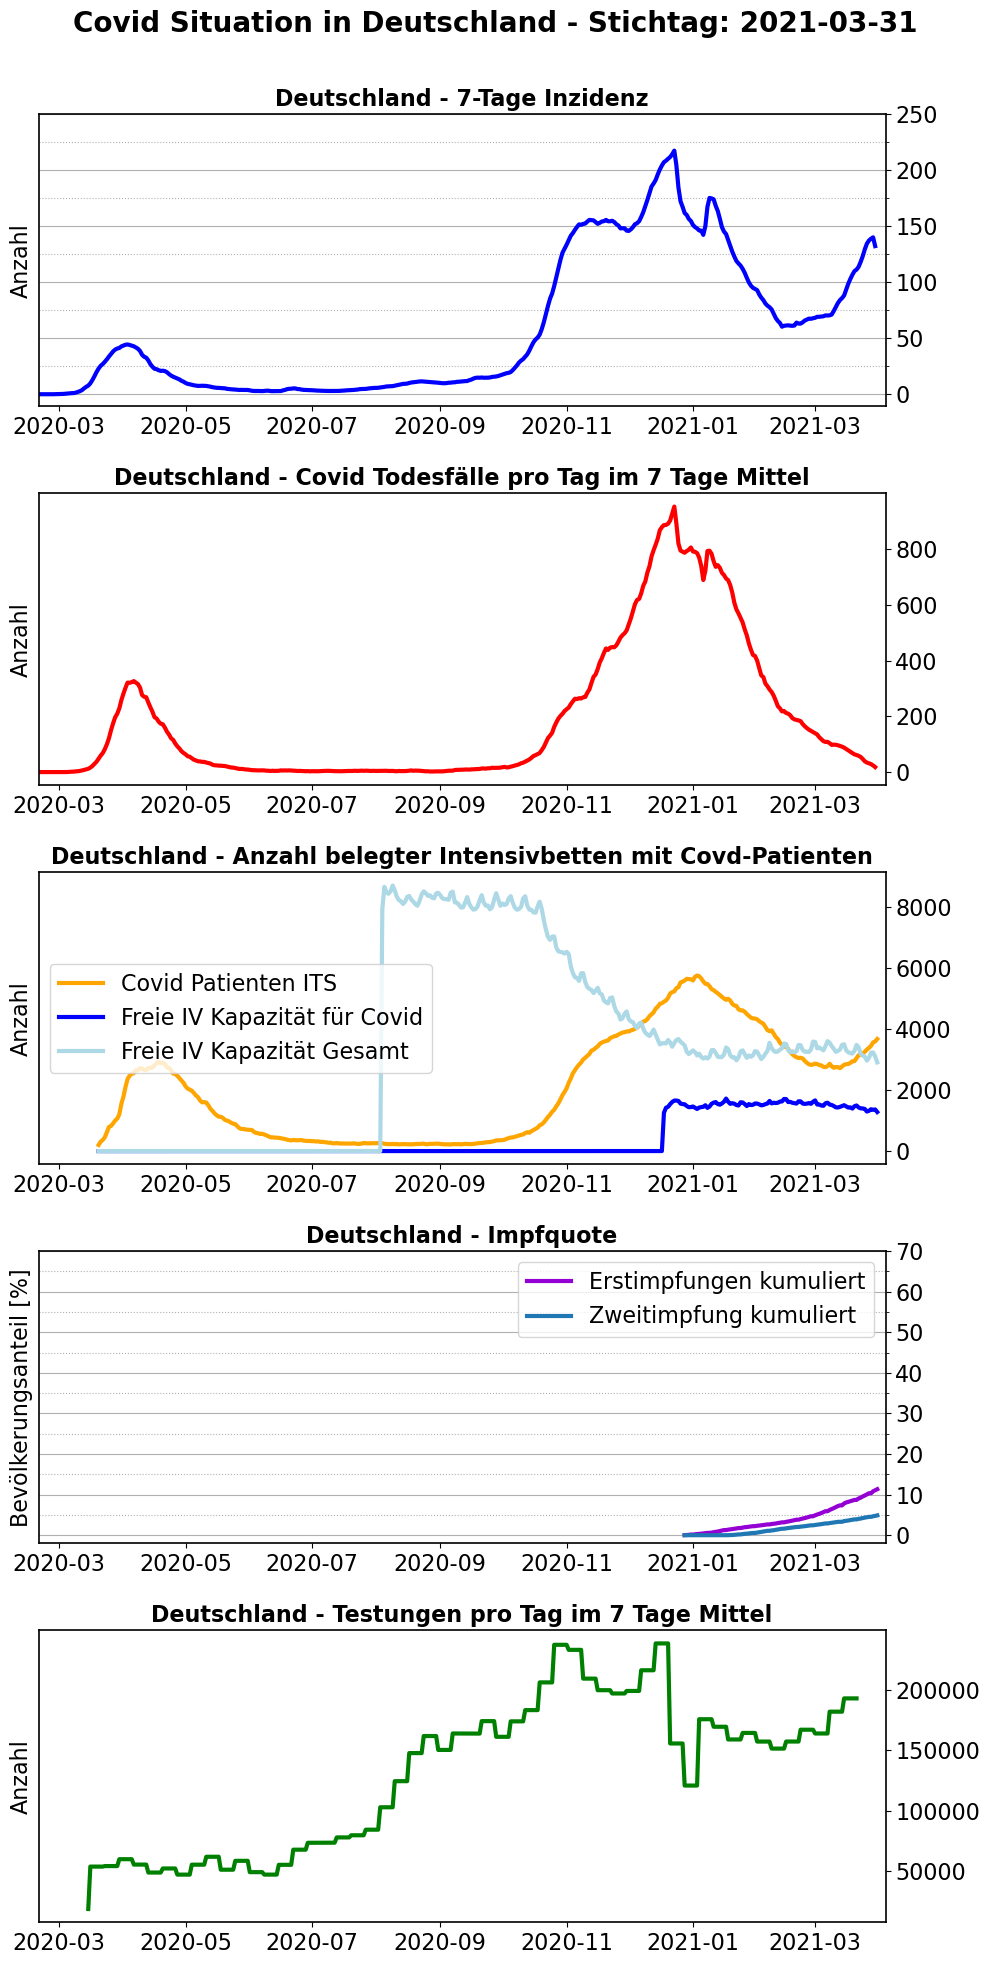 Covid Situation in Deutschland - Stichtag: 2021-03-31
Deutschland - 7-Tage Inzidenz
Anzahl
250
200
150
100
50
0
2020-03 2020-05 2020-07 2020-09 2020-11 2021-01 2021-03
Deutschland - Covid Todesfälle pro Tag im 7 Tage Mittel
Anzahl
800
600
400
200
0
2020-03 2020-05 2020-07 2020-09 2020-11 2021-01 2021-03
Deutschland - Anzahl belegter Intensivbetten mit Covd-Patienten
Anzahl
Covid Patienten ITS
Freie IV Kapazität für Covid
Freie IV Kapazität Gesamt
8000
6000
4000
2000
0
2020-03 2020-05 2020-07 2020-09 2020-11 2021-01 2021-03
Deutschland - Impfquote
Bevölkerungsanteil [%]
Erstimpfungen kumuliert
Zweitimpfung kumuliert
70
60
50
40
30
20
10
0
2020-03 2020-05 2020-07 2020-09 2020-11 2021-01 2021-03
Deutschland - Testungen pro Tag im 7 Tage Mittel
Anzahl
200000
150000
100000
50000
2020-03 2020-05 2020-07 2020-09 2020-11 2021-01 2021-03